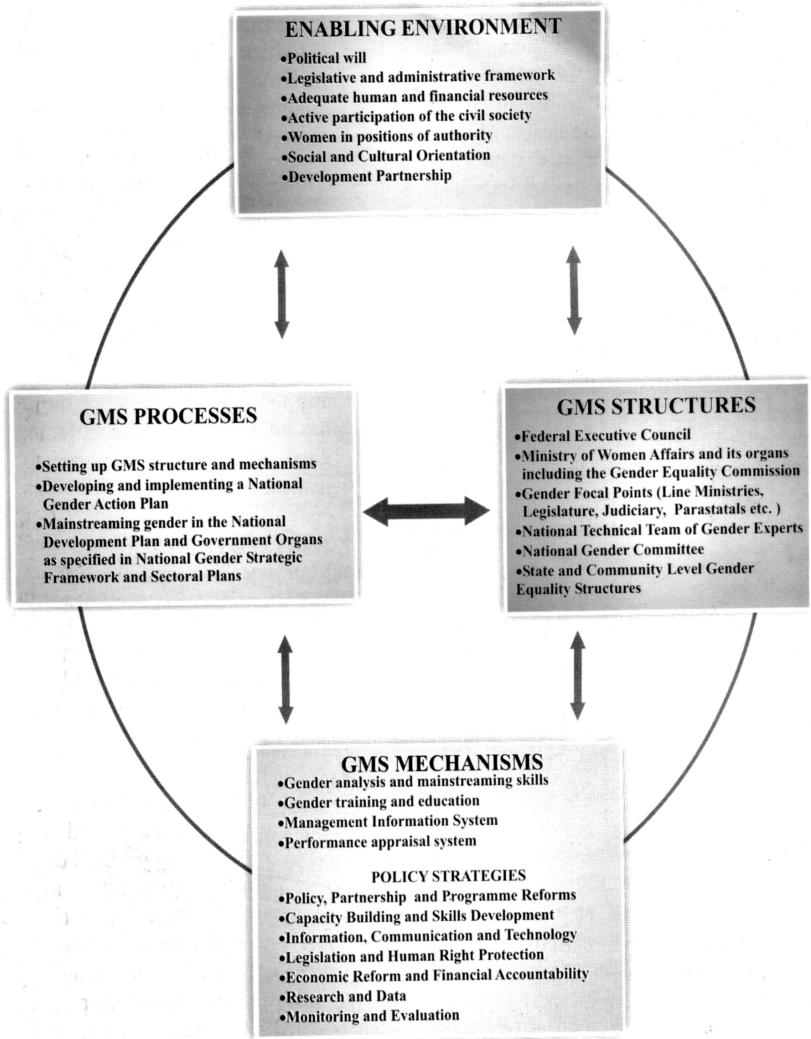 ENABLING ENVIRONMENT
•Political will
•Legislative and administrative framework
•Adequate human and financial resources
•Active participation of the civil society
•Women in positions of authority
•Social and Cultural Orientation
•Development Partnership
GMS PROCESSES
•Setting up GMS structure and mechanisms
•Developing and implementing a National
Gender Action Plan
•Mainstreaming gender in the National
Development Plan and Government Organs
as specified in National Gender Strategic
Framework and Sectoral Plans
GMS STRUCTURES
•Federal Executive Council
•Ministry of Women Affairs and its organs
including the Gender Equality Commission
•Gender Focal Points (Line Ministries,
Legislature, Judiciary, Parastatals etc. )
•National Technical Team of Gender Experts
•National Gender Committee
•State and Community Level Gender
Equality Structures
GMS MECHANISMS
•Gender analysis and mainstreaming skills
•Gender training and education
•Management Information System
•Performance appraisal system
POLICY STRATEGIES
•Policy, Partnership and Programme Reforms
•Capacity Building and Skills Development
•Information, Communication and Technology
•Legislation and Human Right Protection
•Economic Reform and Financial Accountability
•Research and Data
•Monitoring and Evaluation